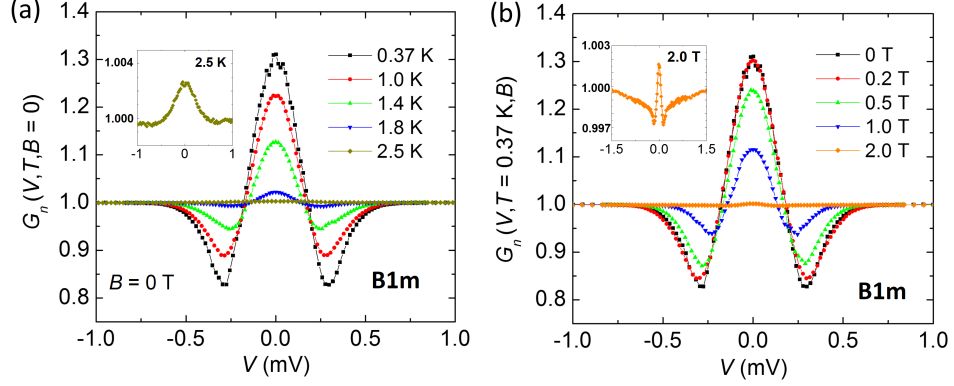 (a)
1.4
1.3
1.2
1.1
1.0
0.9
0.8
G_n (V,T,B = 0)
1.004
1.000
2.5 K
-1 0 1
0.37 K
1.0 K
1.4 K
1.8 K
2.5 K
B = 0 T
B1m
-1.0 -0.5 0.0 0.5 1.0
V (mV)
(b)
1.4
1.3
1.2
1.1
1.0
0.9
0.8
G_n (V,T = 0.37 K,B)
1.003
1.000
0.997
2.0 T
-1.5 0.0 1.5
0 T
0.2 T
0.5 T
1.0 T
2.0 T
B1m
-1.0 -0.5 0.0 0.5 1.0
V (mV)